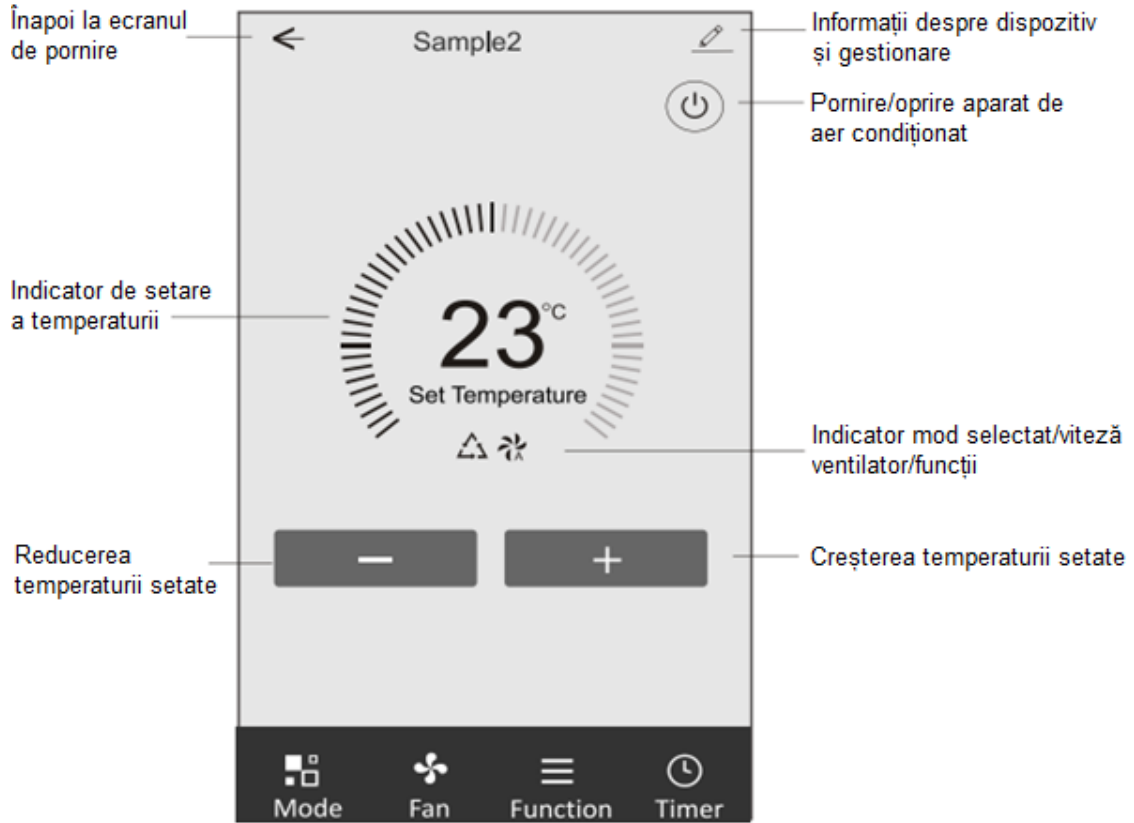 Înapoi la ecranul
de pornire
Sample2
Informații despre dispozitiv
și gestionare
Pornire/oprire aparat de
aer condiționat
Indicator de setare
a temperaturii
23°C
Set Temperature
A
Indicator mod selectat/viteză
ventilator/funcții
Reducerea
temperaturii setate
Creșterea temperaturii setate
Mode Fan Function Timer